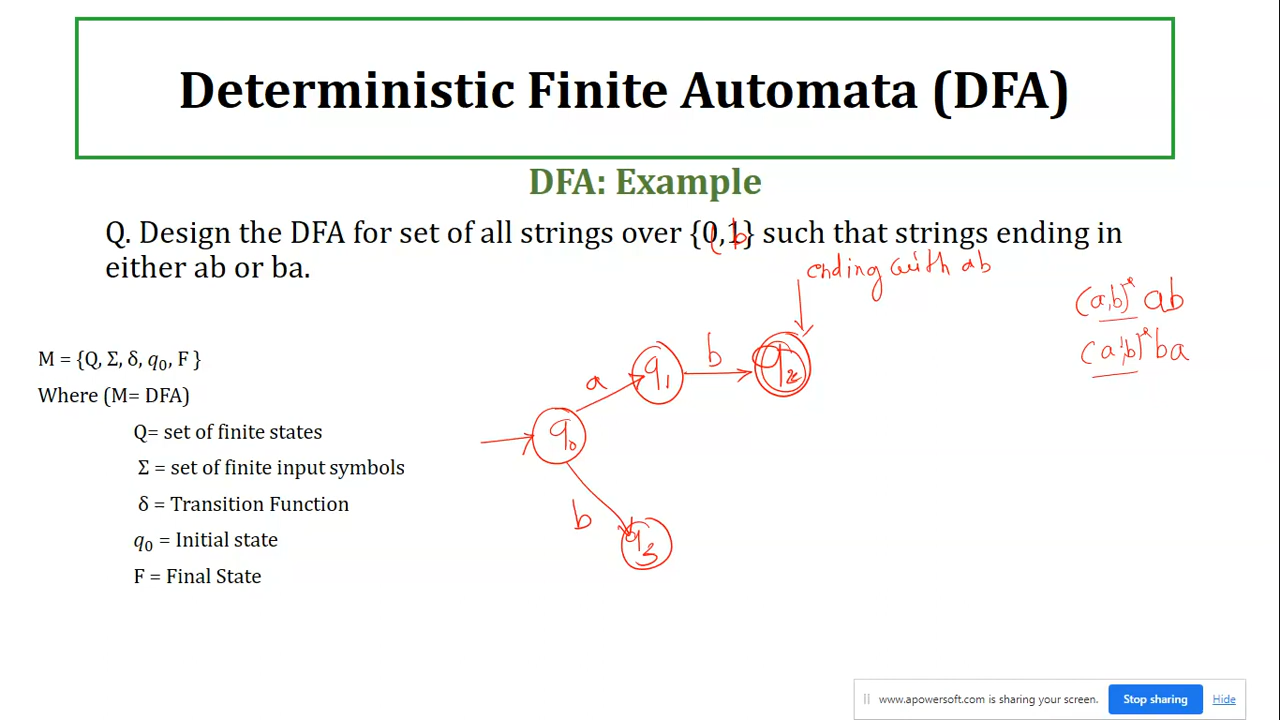 Deterministic Finite Automata (DFA)
DFA: Example
Q. Design the DFA for set of all strings over {0,1} such that strings ending in
b
either ab or ba.
ending with ab
(a,b)* ab
(a,b)* ba
M = {Q, Σ, δ, q₀, F }
Where (M= DFA)
Q= set of finite states
Σ = set of finite input symbols
δ = Transition Function
q₀ = Initial state
F = Final State
a
q₁
b
q₂
q₀
b
q₃
www.apowersoft.com is sharing your screen.
Stop sharing
Hide